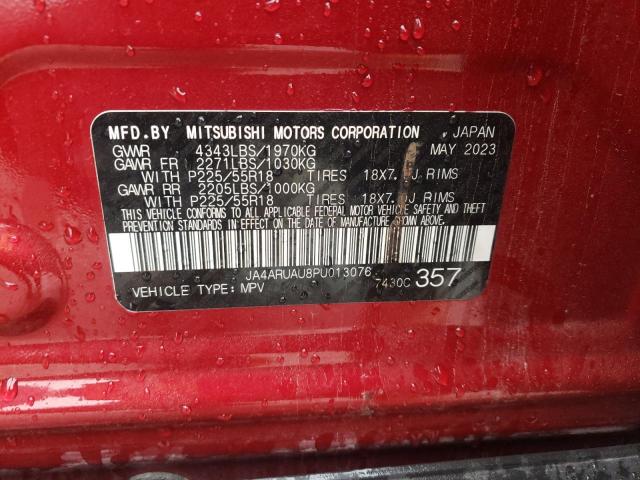 MFD.BY MITSUBISHI MOTORS CORPORATION JAPAN
GVWR 4343LBS/1970KG MAY 2023
GAWR FR 2271LBS/1030KG
WITH P225/55R18 TIRES 18X7. J RIMS
GAWR RR 2205LBS/1000KG
WITH P225/55R18 TIRES 18X7. J RIMS
THIS VEHICLE CONFORMS TO ALL APPLICABLE FEDERAL MOTOR VEHICLE SAFETY AND THEFT
PREVENTION STANDARDS IN EFFECT ON THE DATE OF MANUFACTURE SHOWN ABOVE.
JA4ARUAU8PU013076
VEHICLE TYPE: MPV 7430C 357